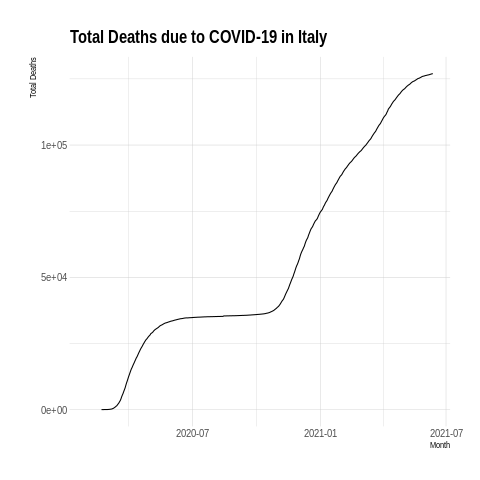 Total Deaths due to COVID-19 in Italy
Total Deaths
1e+05
5e+04
0e+00
2020-07
2021-01
2021-07
Month